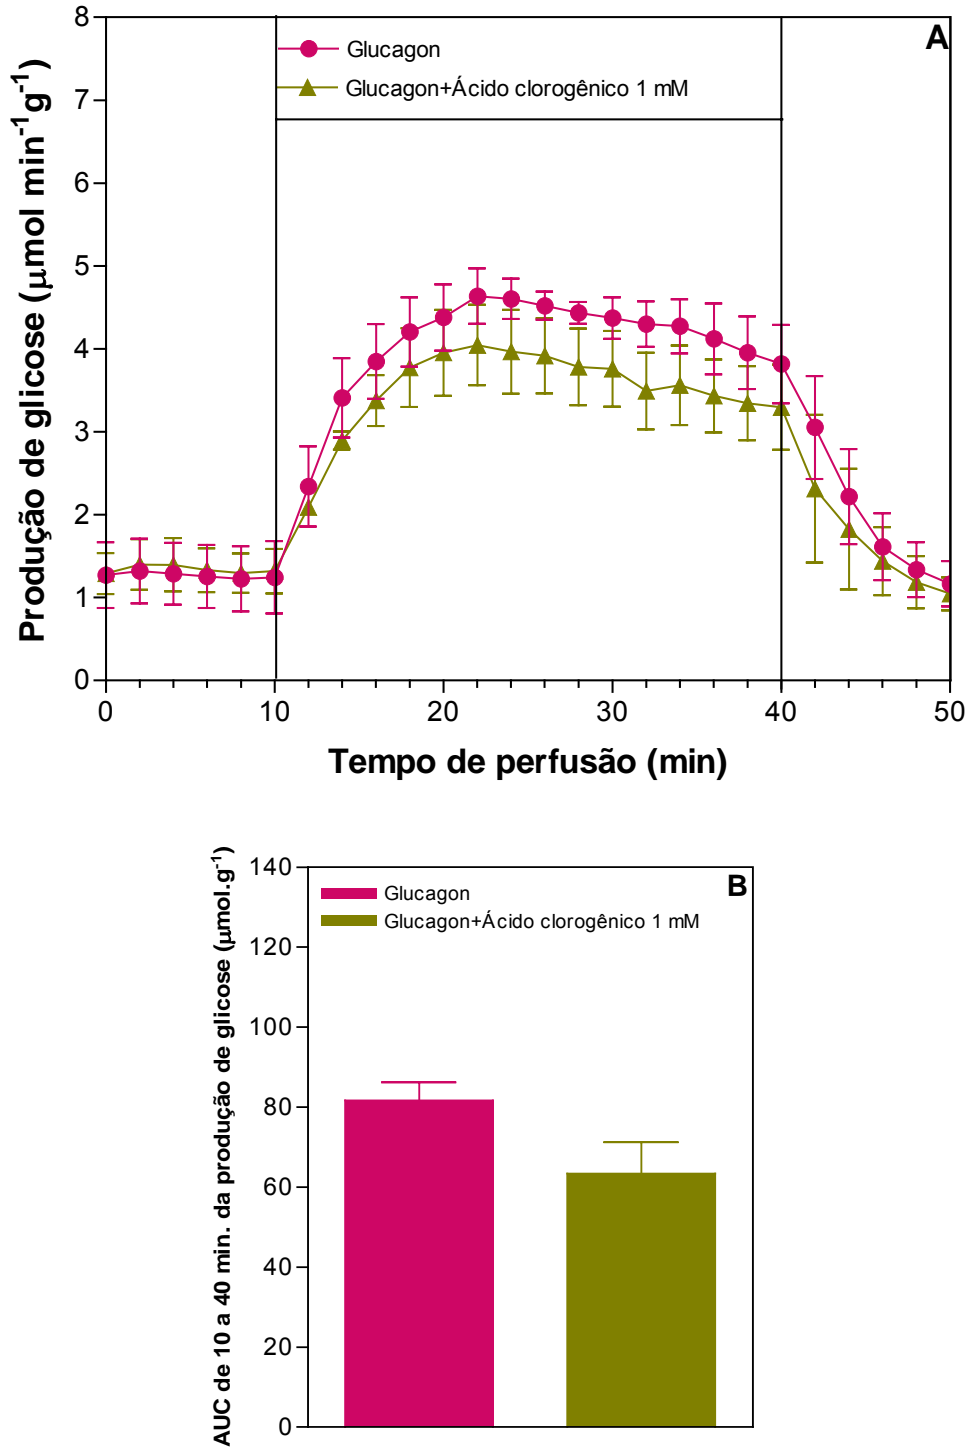 A
Glucagon
Glucagon+Ácido clorogênico 1 mM
Produção de glicose (μmol min⁻¹g⁻¹)
8
7
6
5
4
3
2
1
0
0 10 20 30 40 50
Tempo de perfusão (min)
B
Glucagon
Glucagon+Ácido clorogênico 1 mM
AUC de 10 a 40 min. da produção de glicose (μmol.g⁻¹)
140
120
100
80
60
40
20
0